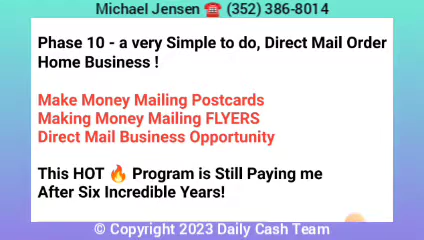 Michael Jensen ☎️ (352) 386-8014
Phase 10 - a very Simple to do, Direct Mail Order
Home Business !
Make Money Mailing Postcards
Making Money Mailing FLYERS
Direct Mail Business Opportunity
This HOT 🔥 Program is Still Paying me
After Six Incredible Years!
© Copyright 2023 Daily Cash Team